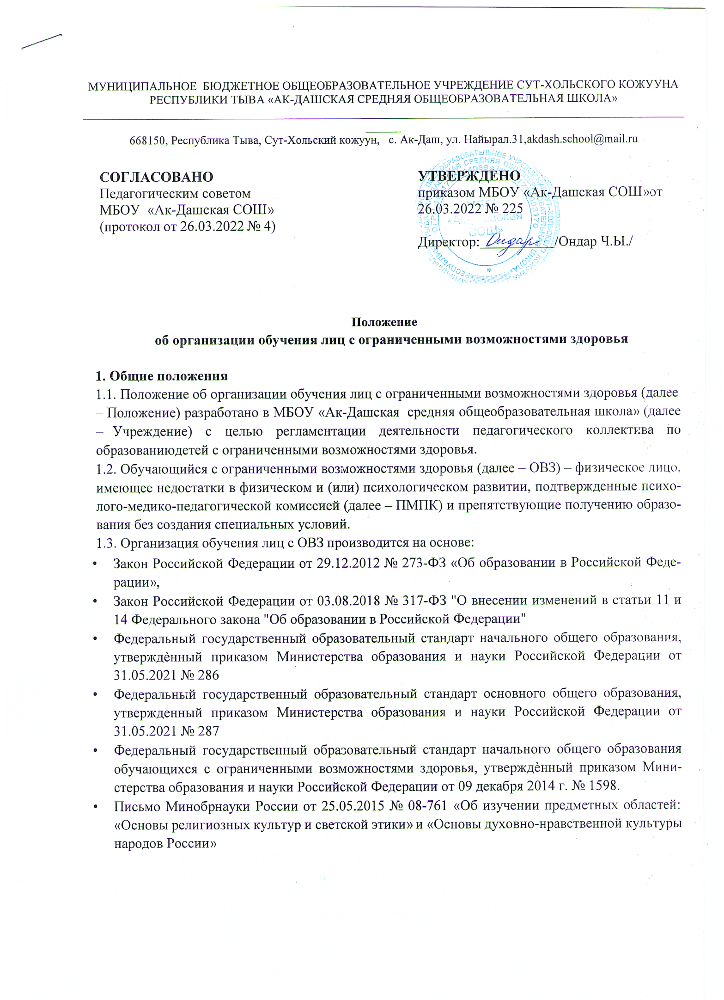 МУНИЦИПАЛЬНОЕ БЮДЖЕТНОЕ ОБЩЕОБРАЗОВАТЕЛЬНОЕ УЧРЕЖДЕНИЕ СУТ-ХОЛЬСКОГО КОЖУУНА
РЕСПУБЛИКИ ТЫВА «АК-ДАШСКАЯ СРЕДНЯЯ ОБЩЕОБРАЗОВАТЕЛЬНАЯ ШКОЛА»
668150, Республика Тыва, Сут-Хольский кожуун, с. Ак-Даш, ул. Найырал.31,akdash.school@mail.ru
СОГЛАСОВАНО
Педагогическим советом
МБОУ «Ак-Дашская СОШ»
(протокол от 26.03.2022 № 4)
УТВЕРЖДЕНО
приказом МБОУ «Ак-Дашская СОШ»от
26.03.2022 № 225
Директор:___________/Ондар Ч.Ы./
Положение
об организации обучения лиц с ограниченными возможностями здоровья
1. Общие положения
1.1. Положение об организации обучения лиц с ограниченными возможностями здоровья (далее
– Положение) разработано в МБОУ «Ак-Дашская средняя общеобразовательная школа» (далее
– Учреждение) с целью регламентации деятельности педагогического коллектива по
образованиюдетей с ограниченными возможностями здоровья.
1.2. Обучающийся с ограниченными возможностями здоровья (далее – ОВЗ) – физическое лицо,
имеющее недостатки в физическом и (или) психологическом развитии, подтвержденные психо-
лого-медико-педагогической комиссией (далее – ПМПК) и препятствующие получению образо-
вания без создания специальных условий.
1.3. Организация обучения лиц с ОВЗ производится на основе:
• Закон Российской Федерации от 29.12.2012 № 273-ФЗ «Об образовании в Российской Феде-
рации»,
• Закон Российской Федерации от 03.08.2018 № 317-ФЗ "О внесении изменений в статьи 11 и
14 Федерального закона "Об образовании в Российской Федерации"
• Федеральный государственный образовательный стандарт начального общего образования,
утверждѐнный приказом Министерства образования и науки Российской Федерации от
31.05.2021 № 286
• Федеральный государственный образовательный стандарт основного общего образования,
утвержденный приказом Министерства образования и науки Российской Федерации от
31.05.2021 № 287
• Федеральный государственный образовательный стандарт начального общего образования
обучающихся с ограниченными возможностями здоровья, утверждѐнный приказом Мини-
стерства образования и науки Российской Федерации от 09 декабря 2014 г. № 1598.
• Письмо Минобрнауки России от 25.05.2015 № 08-761 «Об изучении предметных областей:
«Основы религиозных культур и светской этики» и «Основы духовно-нравственной культуры
народов России»